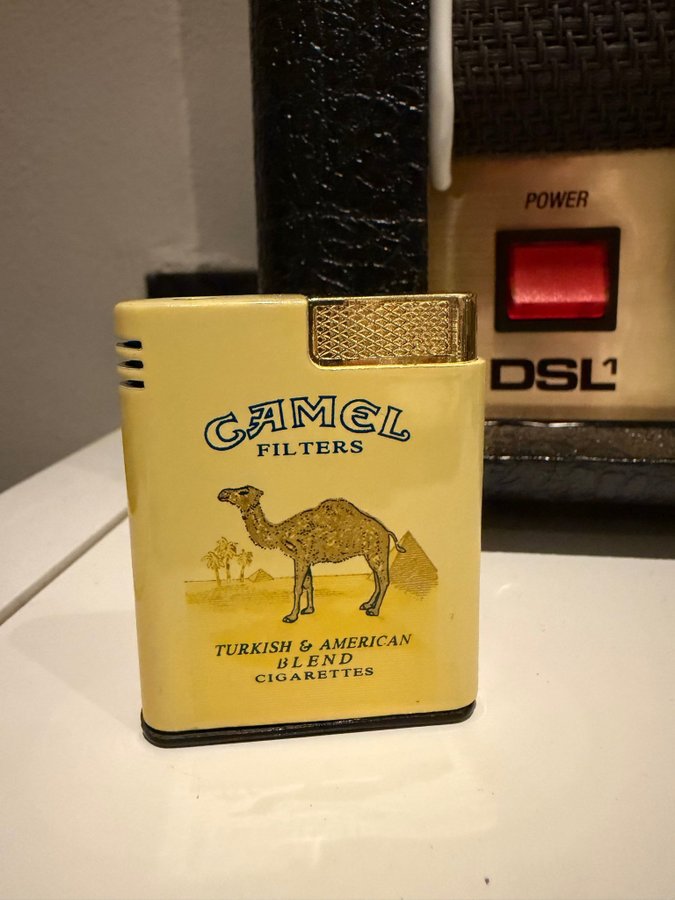 POWER
DSL1
CAMEL
FILTERS
TURKISH & AMERICAN
BLEND
CIGARETTES